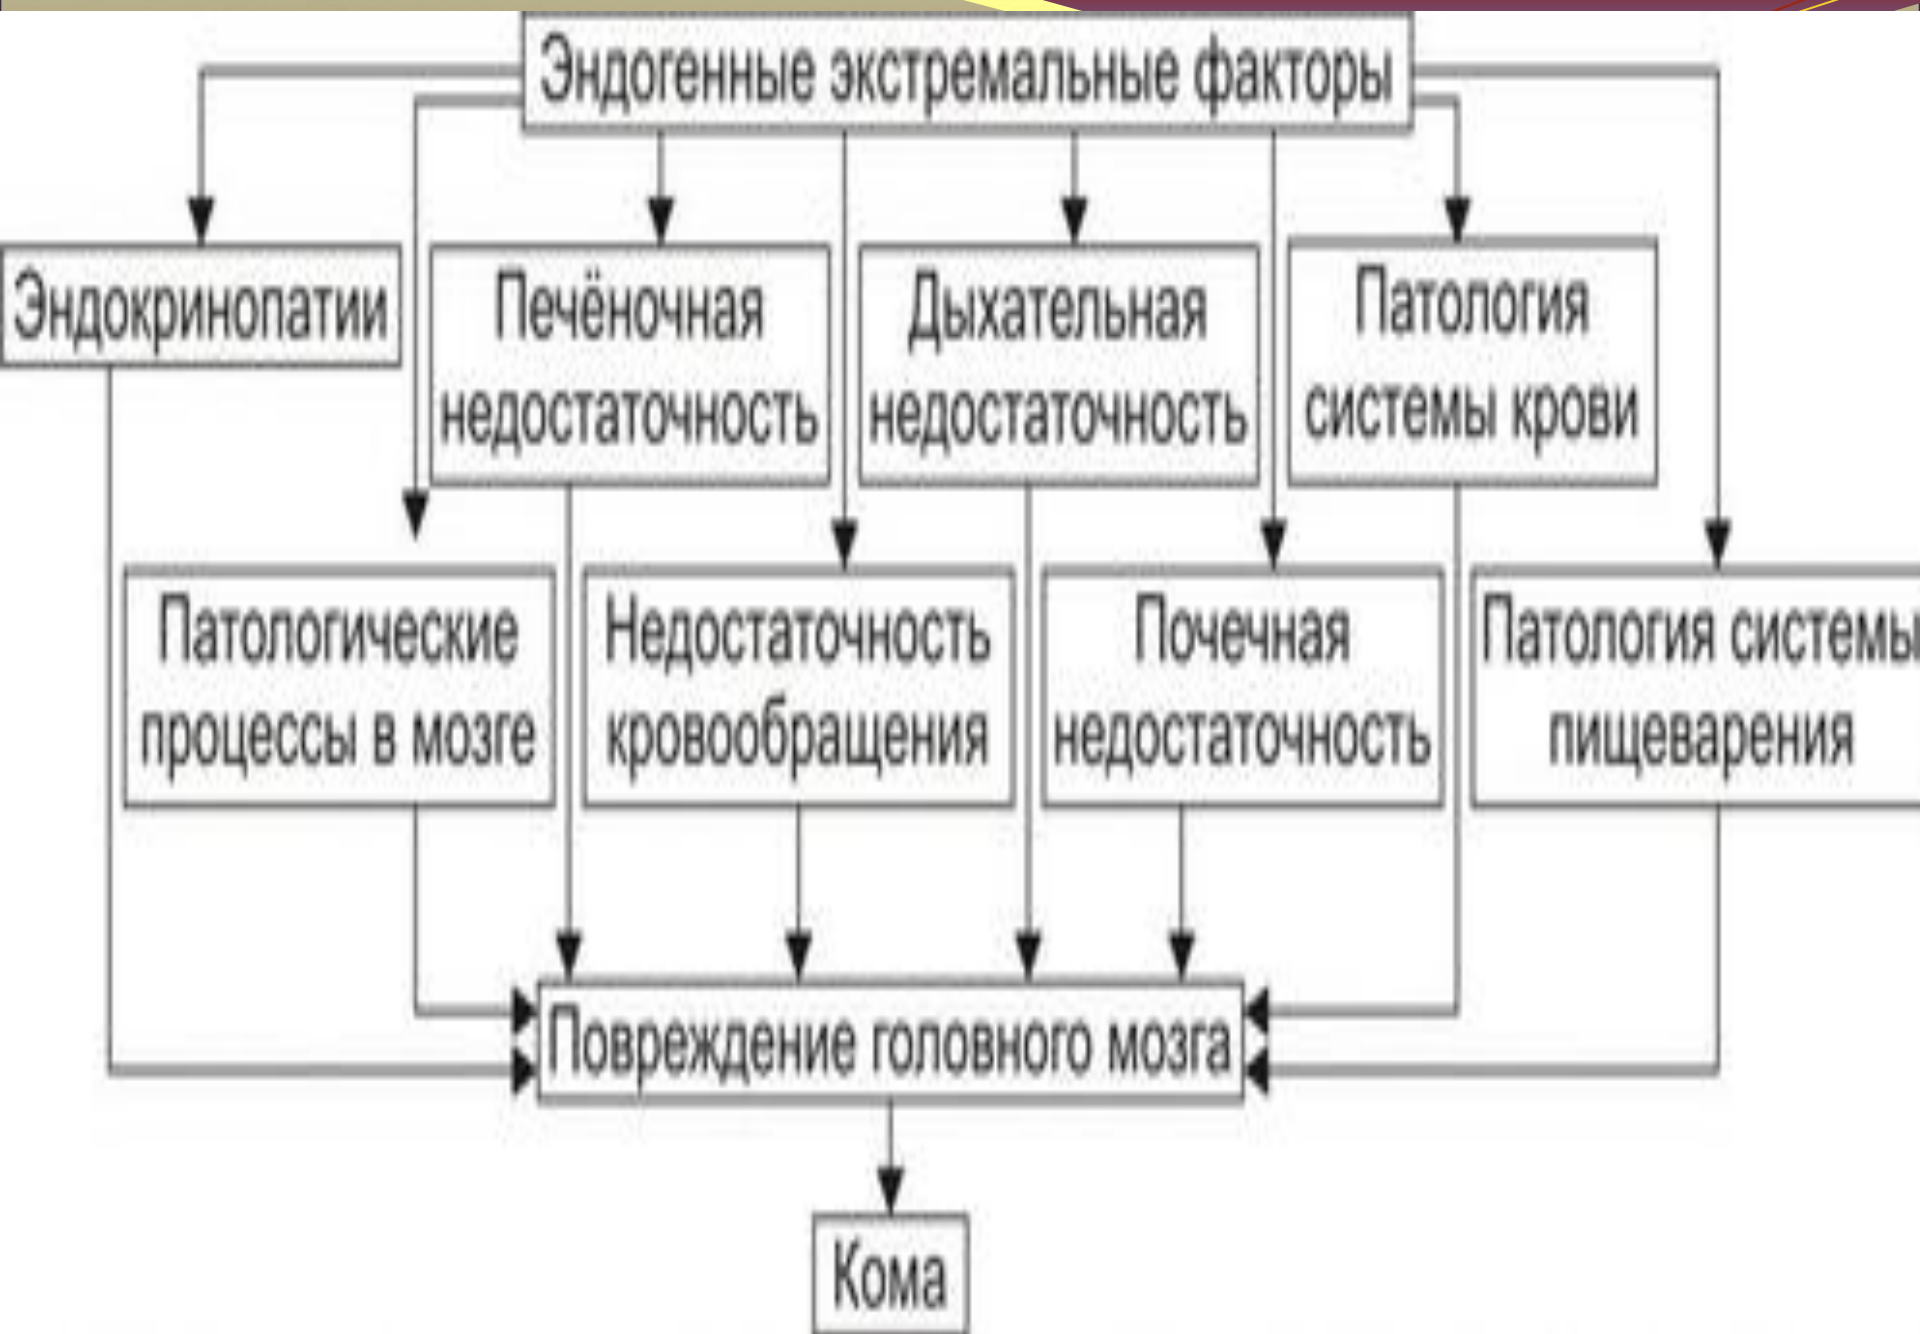 Эндогенные экстремальные факторы
Эндокринопатии
Печёночная
недостаточность
Дыхательная
недостаточность
Патология
системы крови
Патологические
процессы в мозге
Недостаточность
кровообращения
Почечная
недостаточность
Патология системы
пищеварения
Повреждение головного мозга
Кома